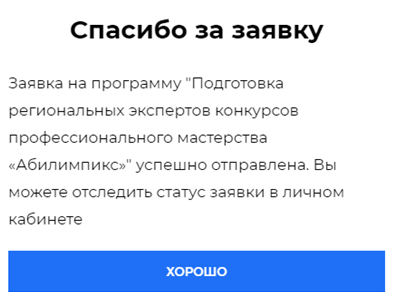 Спасибо за заявку
Заявка на программу "Подготовка
региональных экспертов конкурсов
профессионального мастерства
«Абилимпикс»" успешно отправлена. Вы
можете отследить статус заявки в личном
кабинете
ХОРОШО